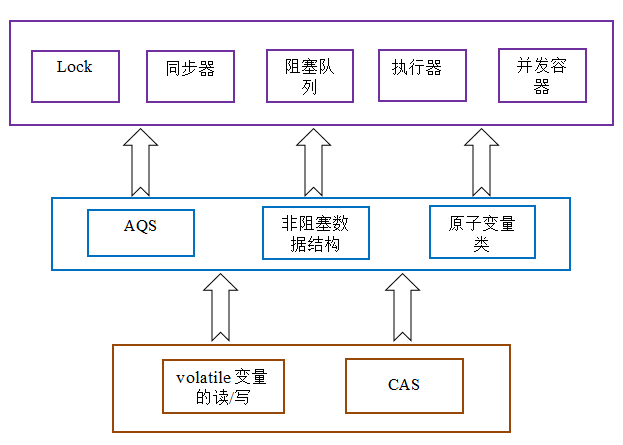 Lock
同步器
阻塞队
列
执行器
并发容
器
AQS
非阻塞数
据结构
原子变量
类
volatile 变量
的读/写
CAS